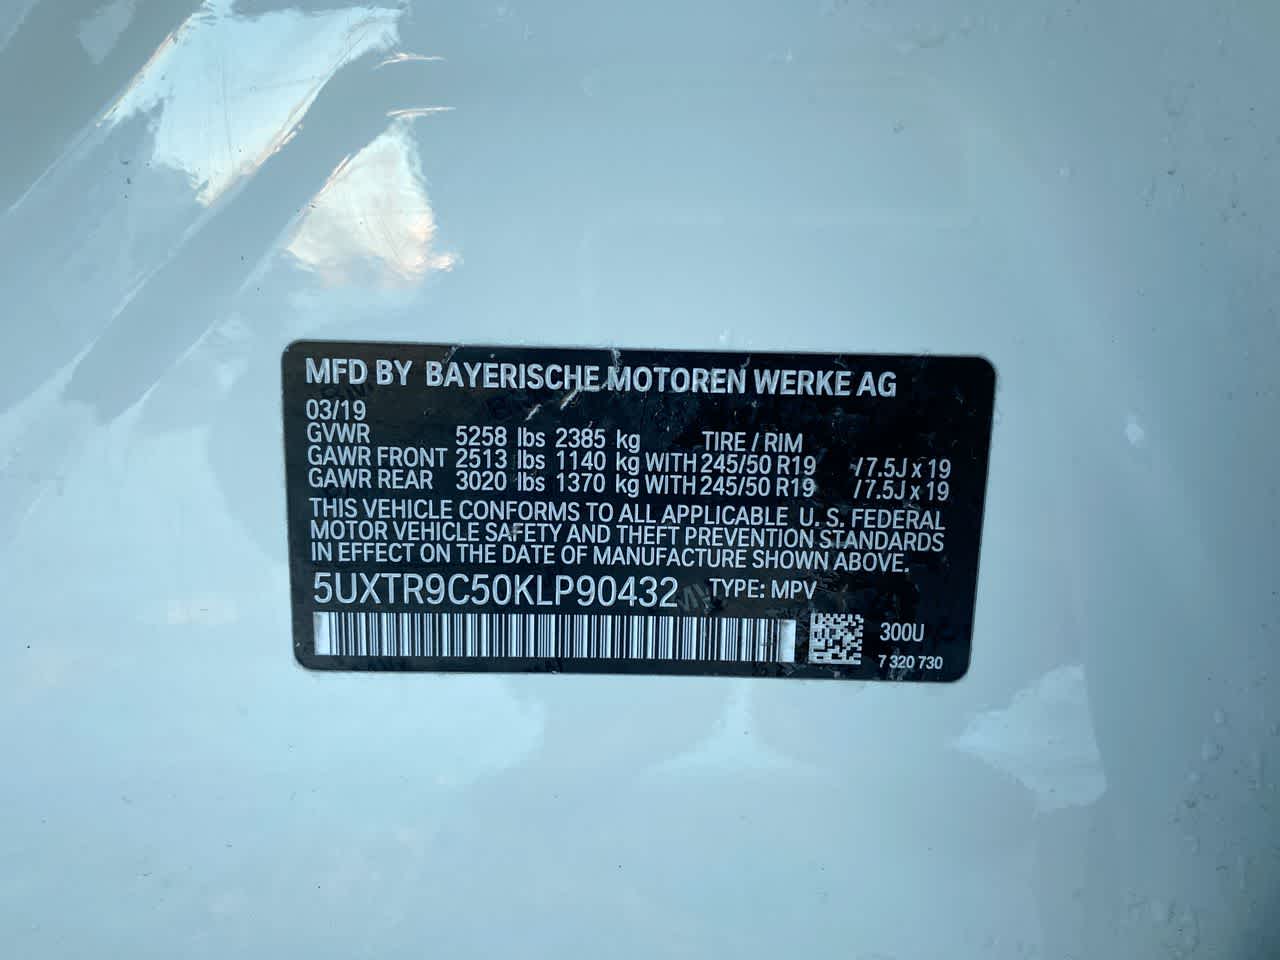 MFD BY BAYERISCHE MOTOREN WERKE AG
03/19
GVWR 5258 lbs 2385 kg TIRE / RIM
GAWR FRONT 2513 lbs 1140 kg WITH 245/50 R19 / 7.5J x 19
GAWR REAR 3020 lbs 1370 kg WITH 245/50 R19 / 7.5J x 19
THIS VEHICLE CONFORMS TO ALL APPLICABLE U. S. FEDERAL
MOTOR VEHICLE SAFETY AND THEFT PREVENTION STANDARDS
IN EFFECT ON THE DATE OF MANUFACTURE SHOWN ABOVE.
5UXTR9C50KLP90432 TYPE: MPV
300U
7 320 730